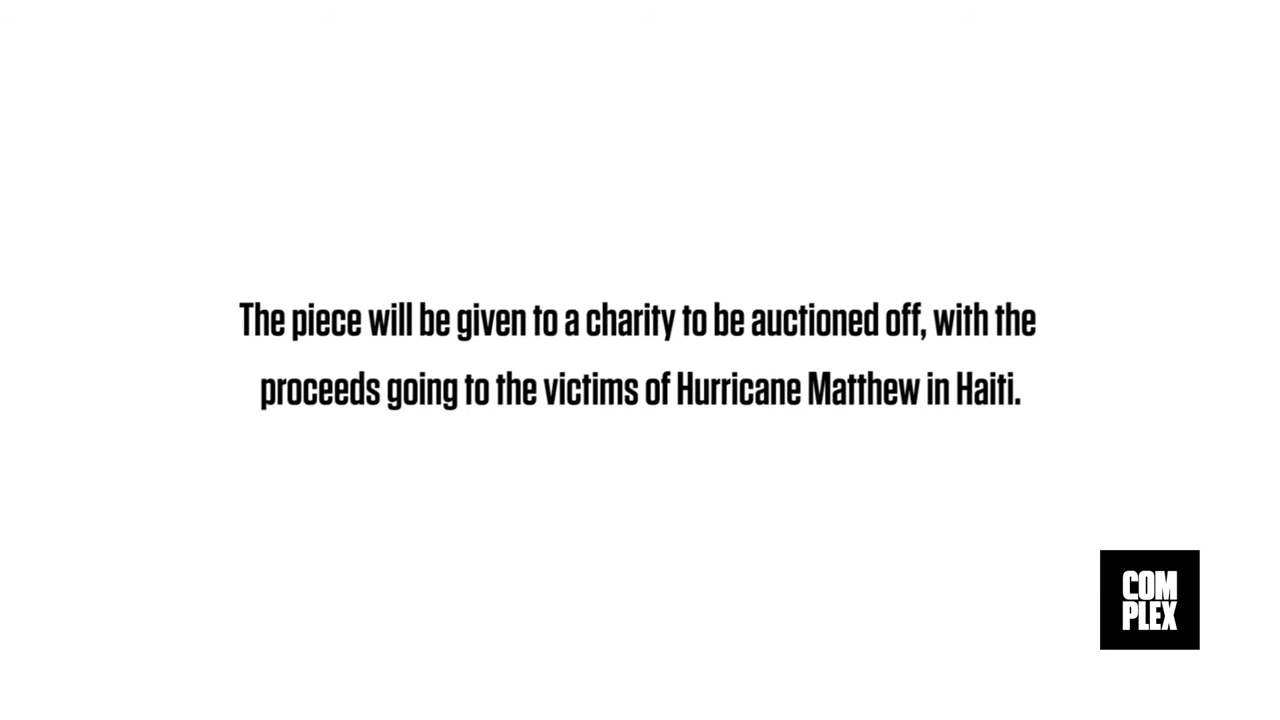 The piece will be given to a charity to be auctioned off, with the
proceeds going to the victims of Hurricane Matthew in Haiti.
COM
PLEX